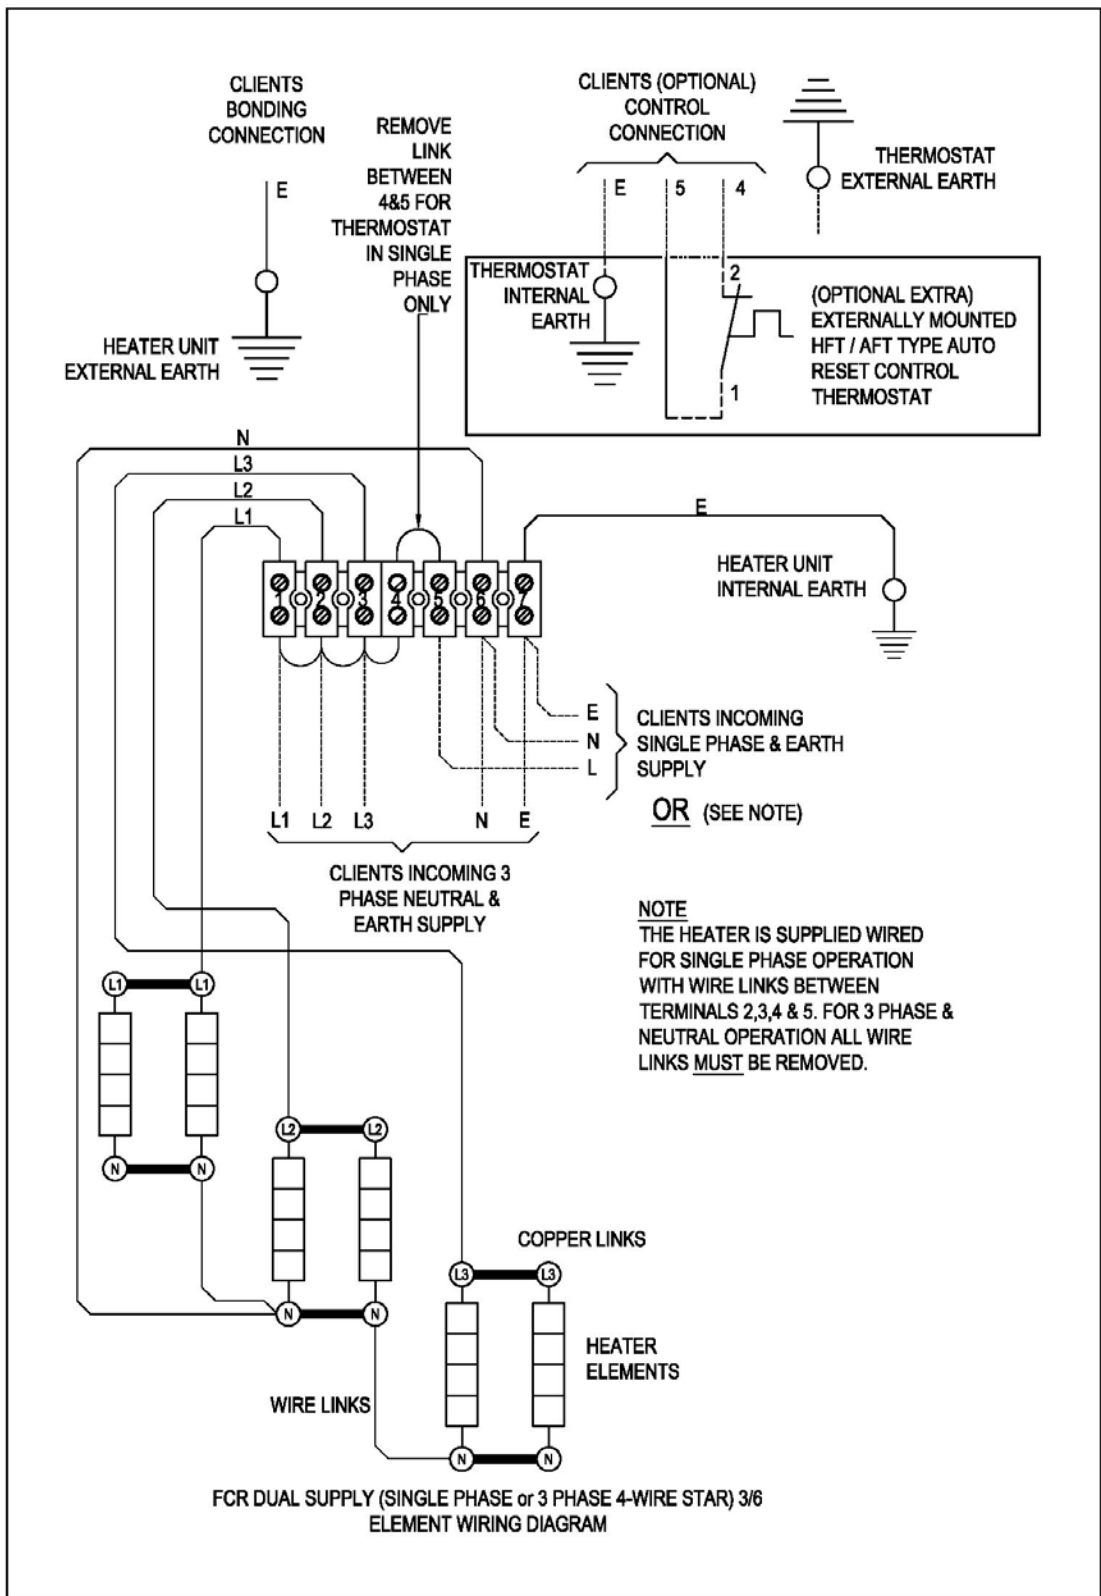 CLIENTS
BONDING
CONNECTION
E
HEATER UNIT
EXTERNAL EARTH
REMOVE
LINK
BETWEEN
4&5 FOR
THERMOSTAT
IN SINGLE
PHASE
ONLY
CLIENTS (OPTIONAL)
CONTROL
CONNECTION
E 5 4
THERMOSTAT
EXTERNAL EARTH
THERMOSTAT
INTERNAL
EARTH
2
1
(OPTIONAL EXTRA)
EXTERNALLY MOUNTED
HFT / AFT TYPE AUTO
RESET CONTROL
THERMOSTAT
N
L3
L2
L1
E
HEATER UNIT
INTERNAL EARTH
1 2 3 4 5 6 7
E
N
L
CLIENTS INCOMING
SINGLE PHASE & EARTH
SUPPLY
OR (SEE NOTE)
L1 L2 L3 N E
CLIENTS INCOMING 3
PHASE NEUTRAL &
EARTH SUPPLY
NOTE
THE HEATER IS SUPPLIED WIRED
FOR SINGLE PHASE OPERATION
WITH WIRE LINKS BETWEEN
TERMINALS 2,3,4 & 5. FOR 3 PHASE &
NEUTRAL OPERATION ALL WIRE
LINKS MUST BE REMOVED.
L1 L1
N N
L2 L2
N N
COPPER LINKS
L3 L3
HEATER
ELEMENTS
WIRE LINKS
N N
FCR DUAL SUPPLY (SINGLE PHASE or 3 PHASE 4-WIRE STAR) 3/6
ELEMENT WIRING DIAGRAM